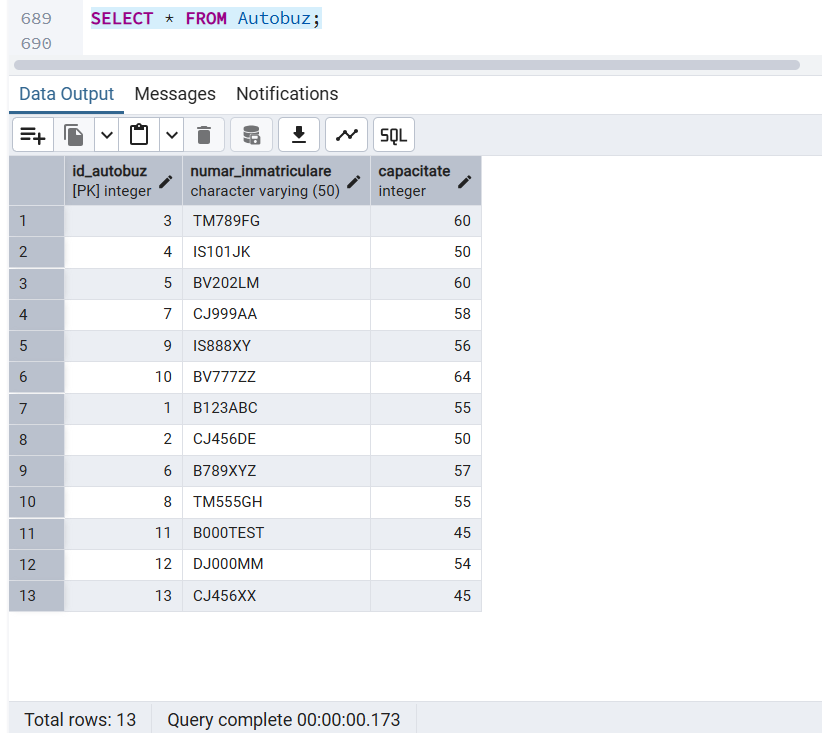 689 SELECT * FROM Autobuz;
690
Data Output Messages Notifications
SQL
id_autobuz numar_inmatriculare capacitate
[PK] integer character varying (50) integer
1 3 TM789FG 60
2 4 IS101JK 50
3 5 BV202LM 60
4 7 CJ999AA 58
5 9 IS888XY 56
6 10 BV777ZZ 64
7 1 B123ABC 55
8 2 CJ456DE 50
9 6 B789XYZ 57
10 8 TM555GH 55
11 11 B000TEST 45
12 12 DJ000MM 54
13 13 CJ456XX 45
Total rows: 13 Query complete 00:00:00.173